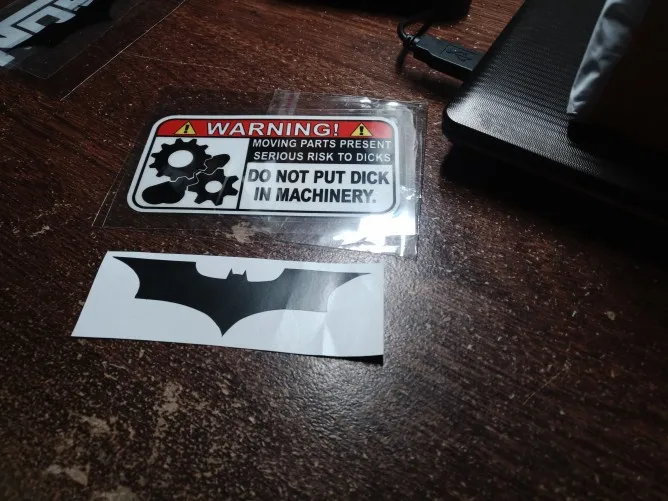 WARNING!
MOVING PARTS PRESENT
SERIOUS RISK TO DICKS
DO NOT PUT DICK
IN MACHINERY.